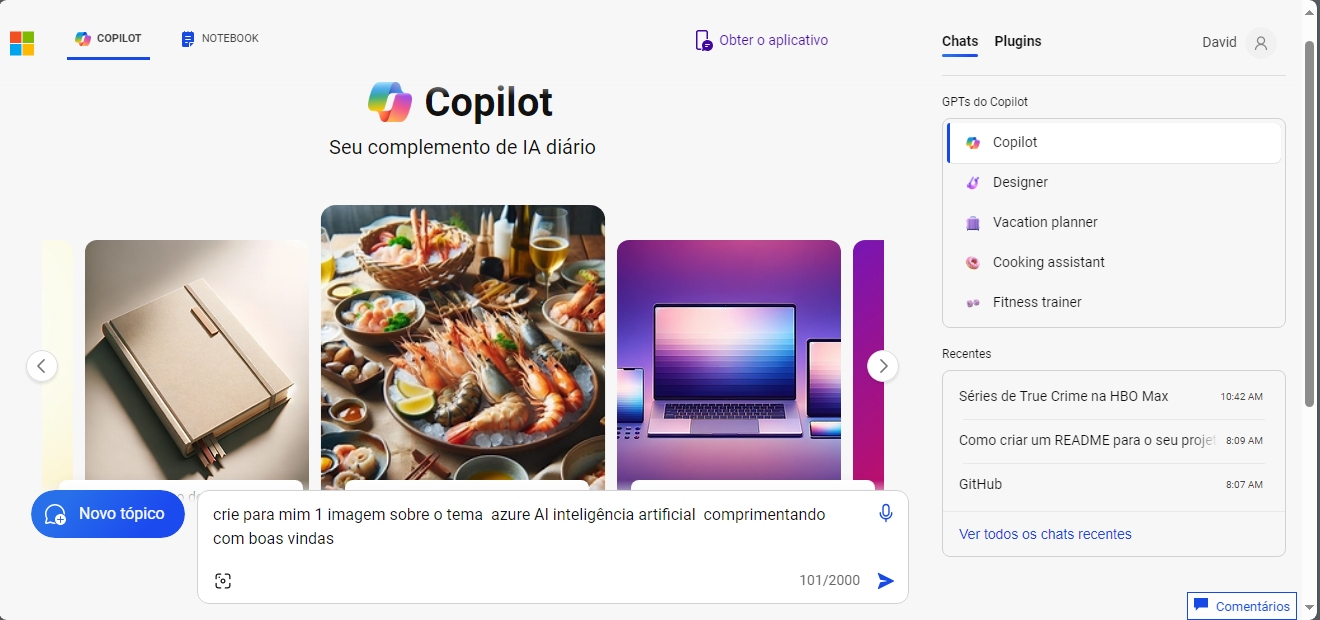 COPILOT
NOTEBOOK
Obter o aplicativo
Chats
Plugins
David
Copilot
Seu complemento de IA diário
GPTs do Copilot
Copilot
Designer
Vacation planner
Cooking assistant
Fitness trainer
Recentes
Séries de True Crime na HBO Max 10:42 AM
Como criar um README para o seu projet 8:09 AM
GitHub 8:07 AM
Ver todos os chats recentes
Novo tópico
crie para mim 1 imagem sobre o tema  azure AI inteligência artificial  comprimentando
com boas vindas
101/2000
Comentários